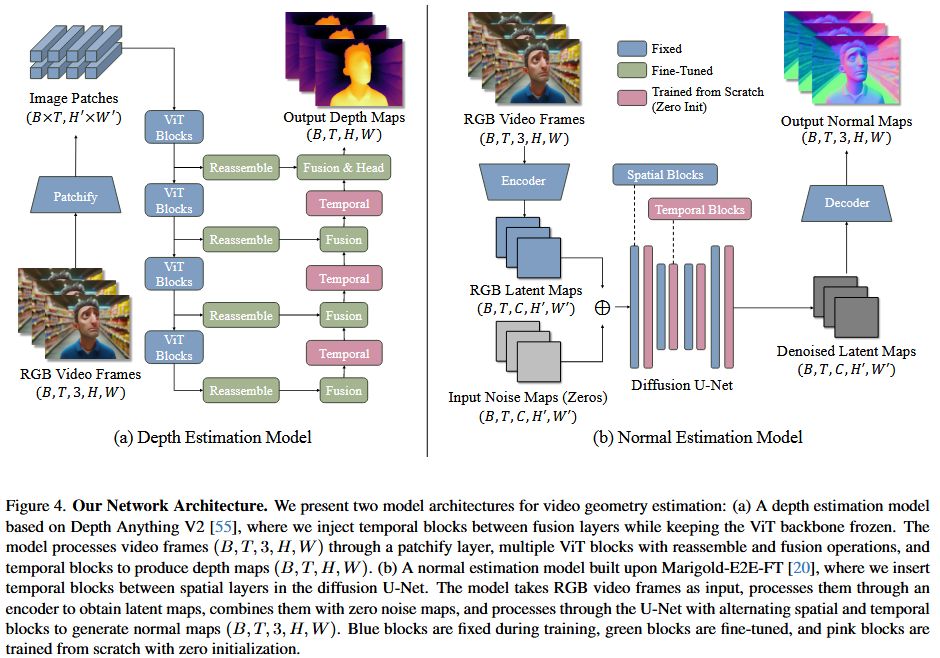 Image Patches
(B×T, H′×W′)
Patchify
RGB Video Frames
(B, T, 3, H, W)
ViT
Blocks
ViT
Blocks
ViT
Blocks
ViT
Blocks
Reassemble
Reassemble
Reassemble
Reassemble
Output Depth Maps
(B, T, H, W)
Fusion & Head
Temporal
Fusion
Temporal
Fusion
Temporal
Fusion
(a) Depth Estimation Model
RGB Video Frames
(B, T, 3, H, W)
Encoder
RGB Latent Maps
(B, T, C, H′, W′)
Input Noise Maps (Zeros)
(B, T, C, H′, W′)
Fixed
Fine-Tuned
Trained from Scratch
(Zero Init)
Spatial Blocks
Temporal Blocks
Diffusion U-Net
Output Normal Maps
(B, T, 3, H, W)
Decoder
Denoised Latent Maps
(B, T, C, H′, W′)
(b) Normal Estimation Model
Figure 4. Our Network Architecture. We present two model architectures for video geometry estimation: (a) A depth estimation model
based on Depth Anything V2 [55], where we inject temporal blocks between fusion layers while keeping the ViT backbone frozen. The
model processes video frames (B, T, 3, H, W) through a patchify layer, multiple ViT blocks with reassemble and fusion operations, and
temporal blocks to produce depth maps (B, T, H, W). (b) A normal estimation model built upon Marigold-E2E-FT [20], where we insert
temporal blocks between spatial layers in the diffusion U-Net. The model takes RGB video frames as input, processes them through an
encoder to obtain latent maps, combines them with zero noise maps, and processes through the U-Net with alternating spatial and temporal
blocks to generate normal maps (B, T, 3, H, W). Blue blocks are fixed during training, green blocks are fine-tuned, and pink blocks are
trained from scratch with zero initialization.